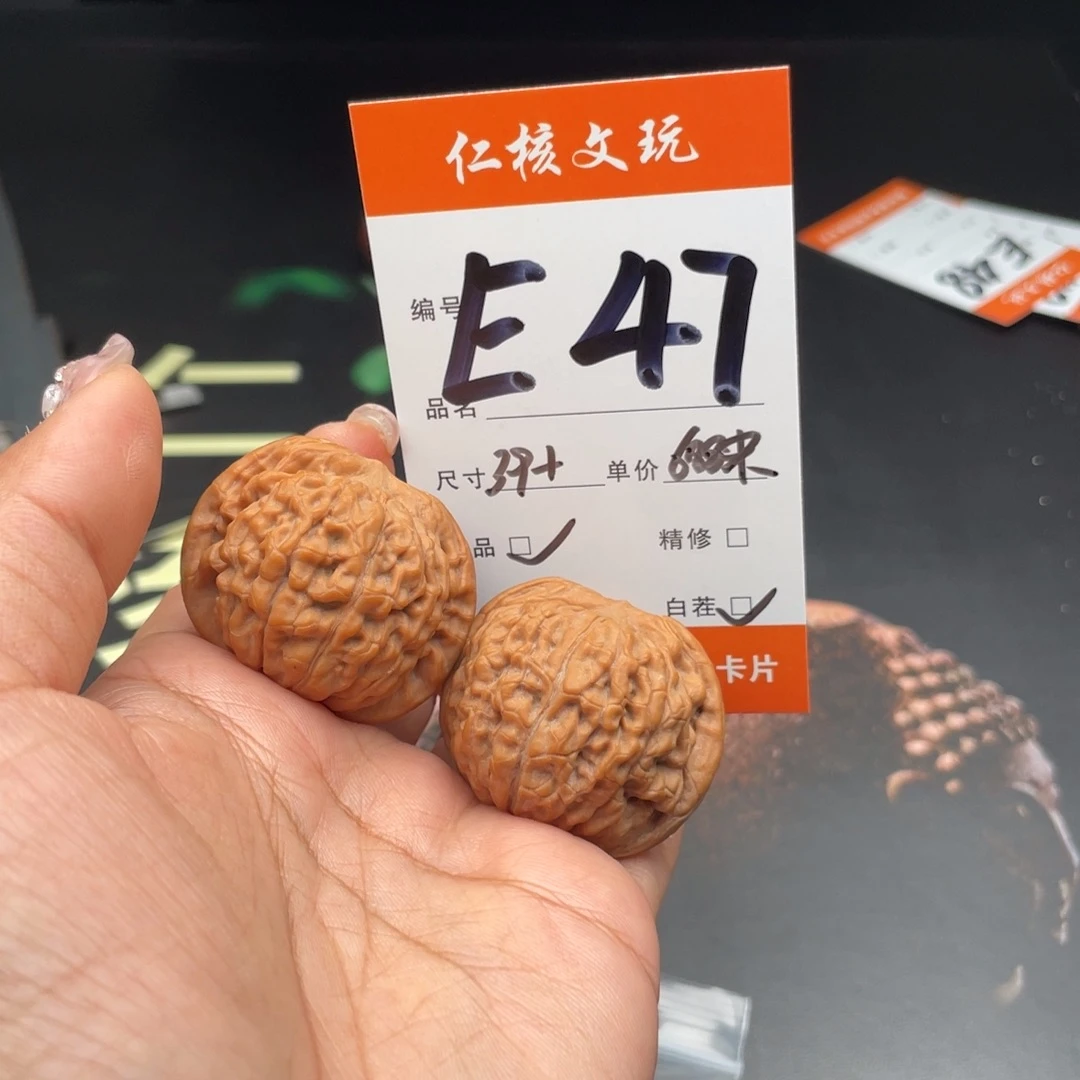 仁核文玩
编号 E47
品名
尺寸 39+ 单价
品 ☑ 精修 □
白茬 ☑
卡片
E48